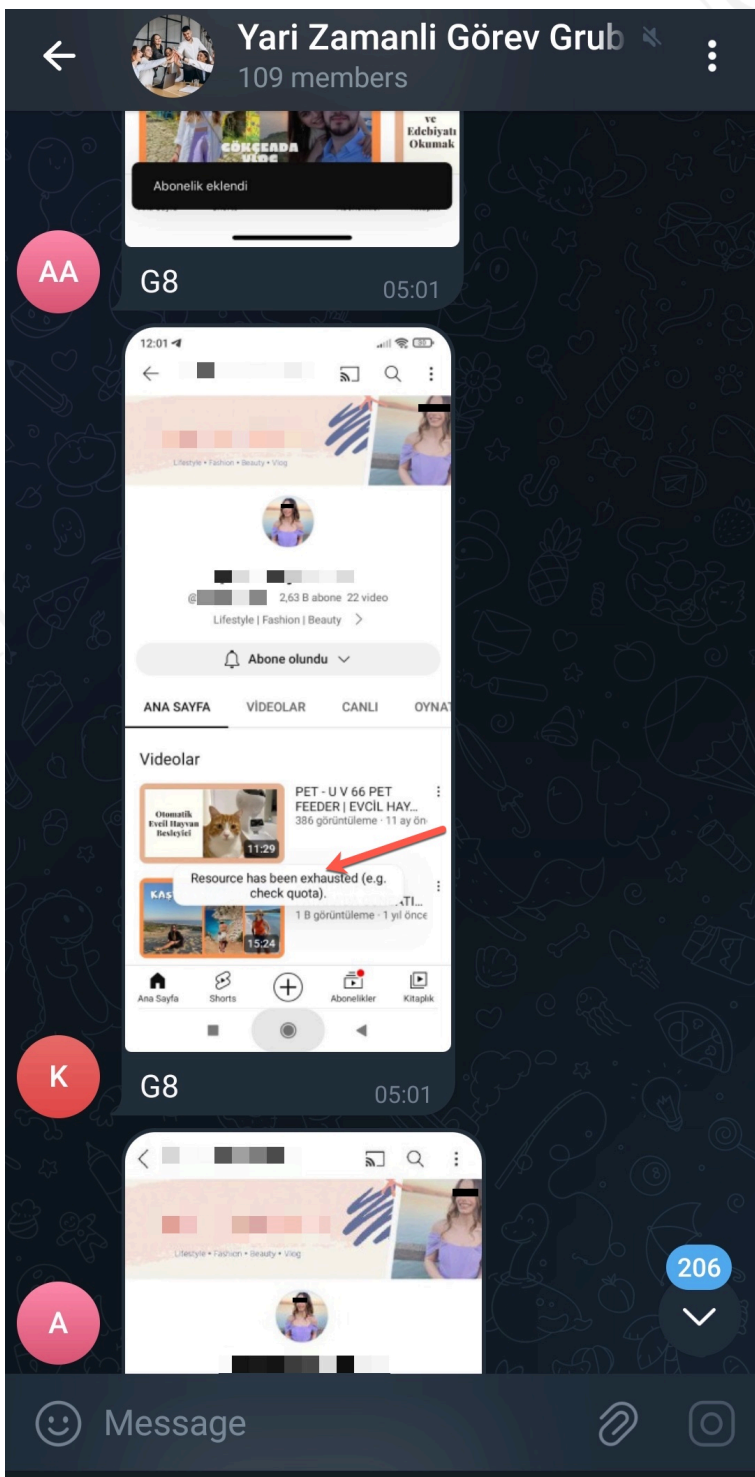 Yari Zamanli Görev Grub
109 members
ve
Edebiyatı
Okumak
GÖKÇEADA
VLOG
Abonelik eklendi
AA
G8
05:01
12:01
Lifestyle • Fashion • Beauty • Vlog
@
2,63 B abone 22 video
Lifestyle | Fashion | Beauty
Abone olundu
ANA SAYFA VİDEOLAR CANLI OYNAT
Videolar
Otomatik
Evcil Hayvan
Besleyici
11:29
PET - U V 66 PET
FEEDER | EVCİL HAY...
386 görüntüleme · 11 ay ön
Resource has been exhausted (e.g.
check quota).
KAŞ
15:24
1 B görüntüleme · 1 yıl önce
Ana Sayfa Shorts Abonelikler Kitaplık
K
G8
05:01
Lifestyle • Fashion • Beauty • Vlog
A
206
Message